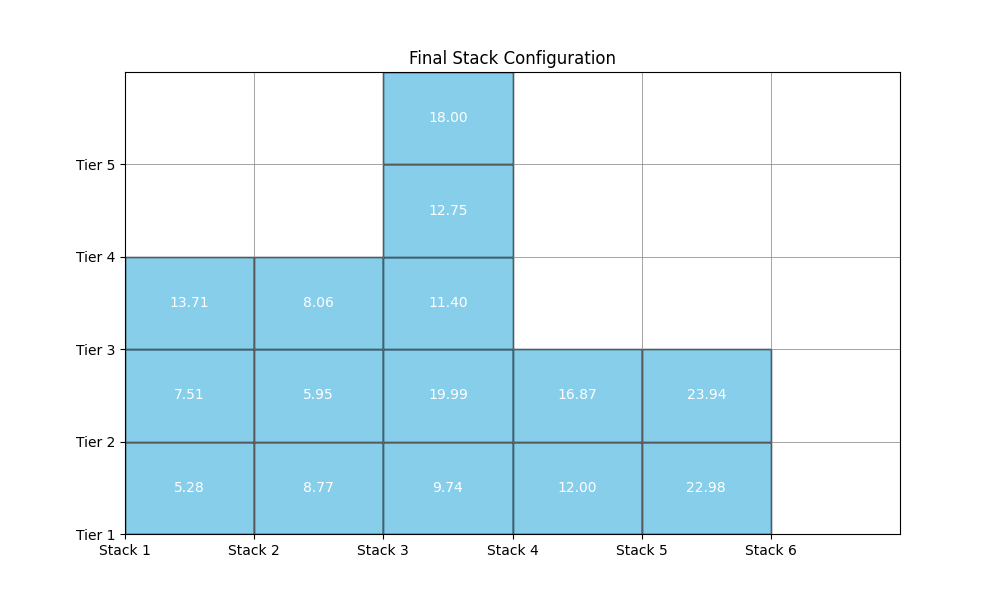 Final Stack Configuration
18.00
Tier 5
12.75
Tier 4
13.71 8.06 11.40
Tier 3
7.51 5.95 19.99 16.87 23.94
Tier 2
5.28 8.77 9.74 12.00 22.98
Tier 1
Stack 1 Stack 2 Stack 3 Stack 4 Stack 5 Stack 6